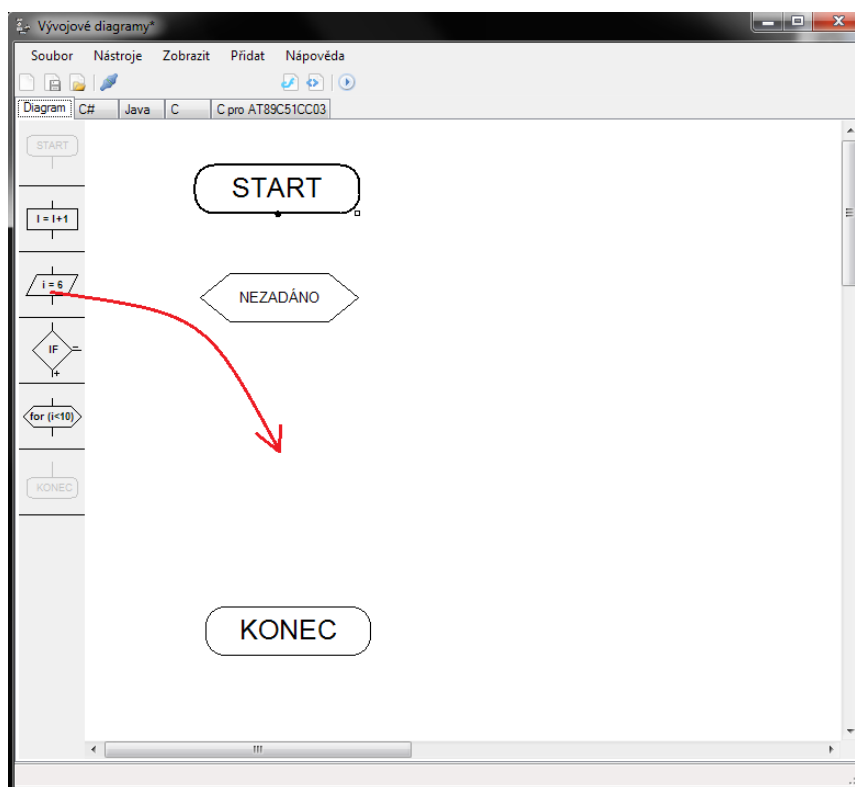 Vývojové diagramy*
Soubor Nástroje Zobrazit Přidat Nápověda
Diagram C# Java C C pro AT89C51CC03
START
I = I+1
i = 6
IF
for (i<10)
KONEC
START
NEZADÁNO
KONEC